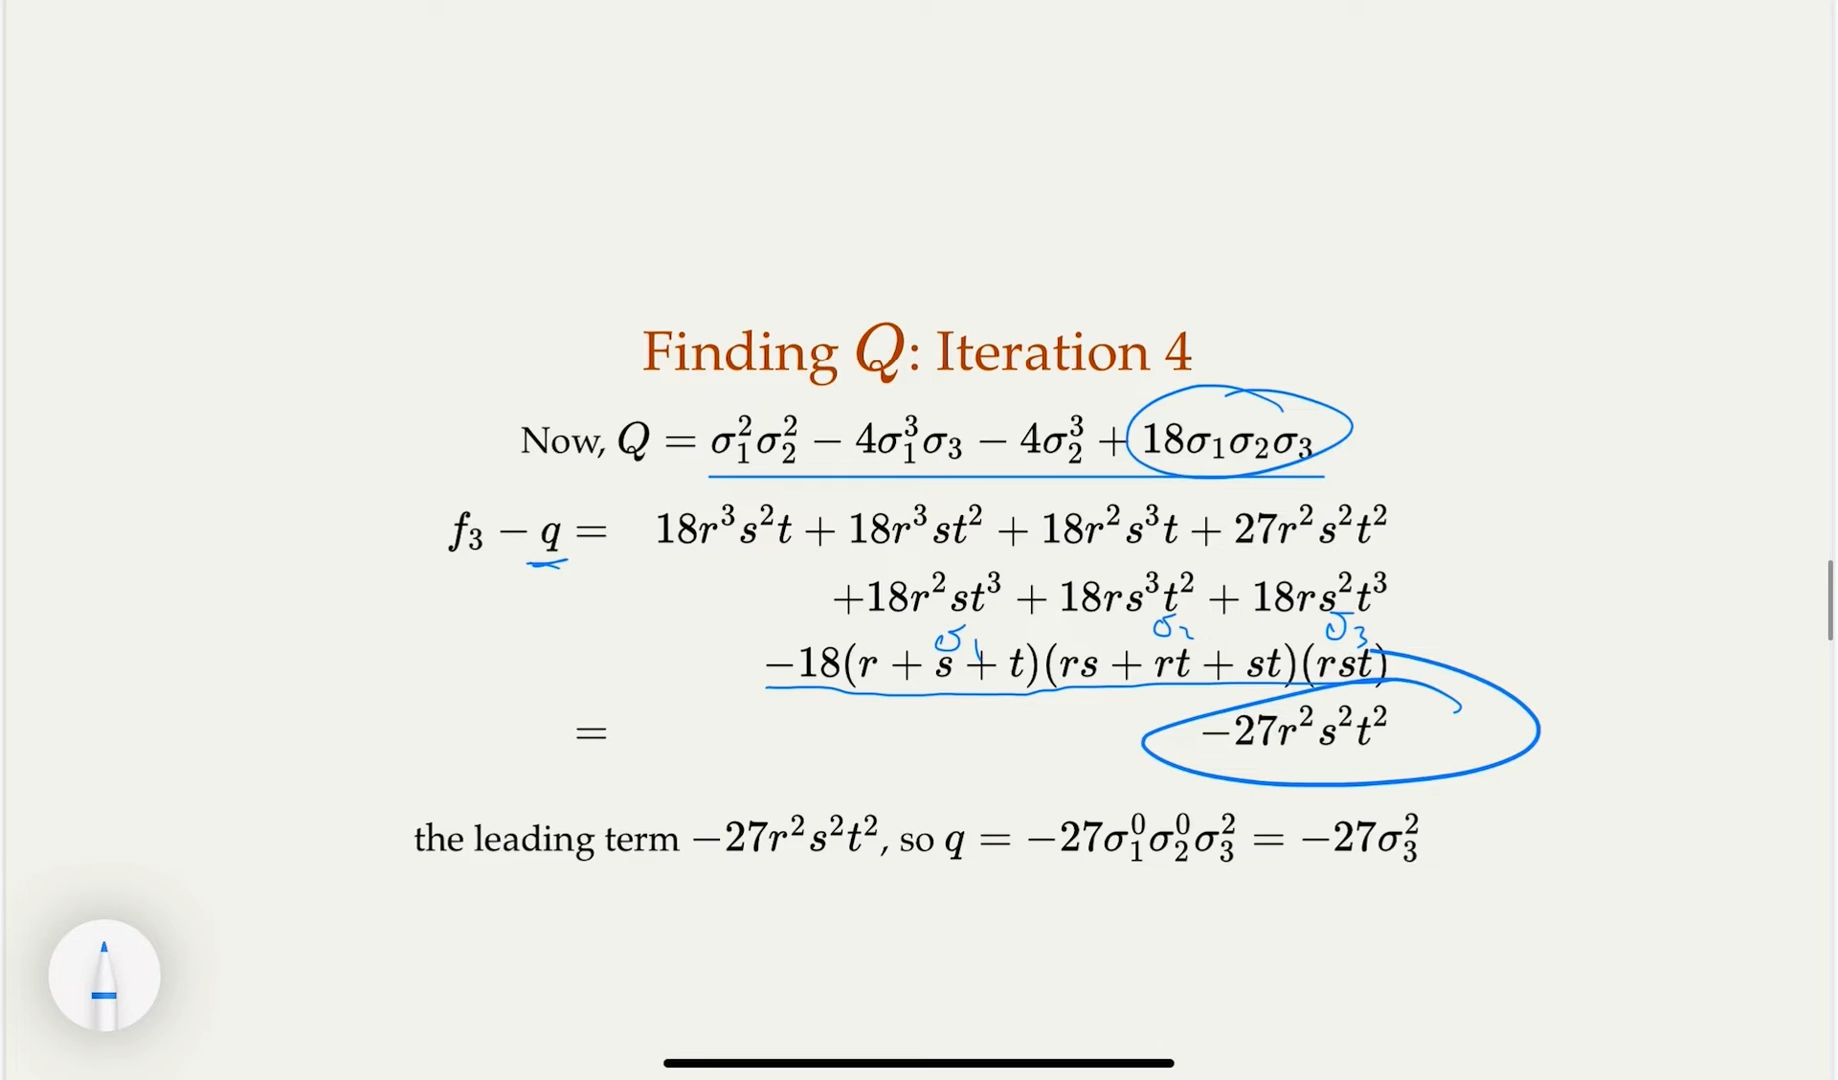 Finding Q: Iteration 4
Now, Q = σ₁²σ₂² − 4σ₁³σ₃ − 4σ₂³ + 18σ₁σ₂σ₃
f₃ − q = 18r³s²t + 18r³st² + 18r²s³t + 27r²s²t²
+18r²st³ + 18rs³t² + 18rs²t³
σ₁ σ₂ σ₃
−18(r + s + t)(rs + rt + st)(rst)
= −27r²s²t²
the leading term −27r²s²t², so q = −27σ₁⁰σ₂⁰σ₃² = −27σ₃²